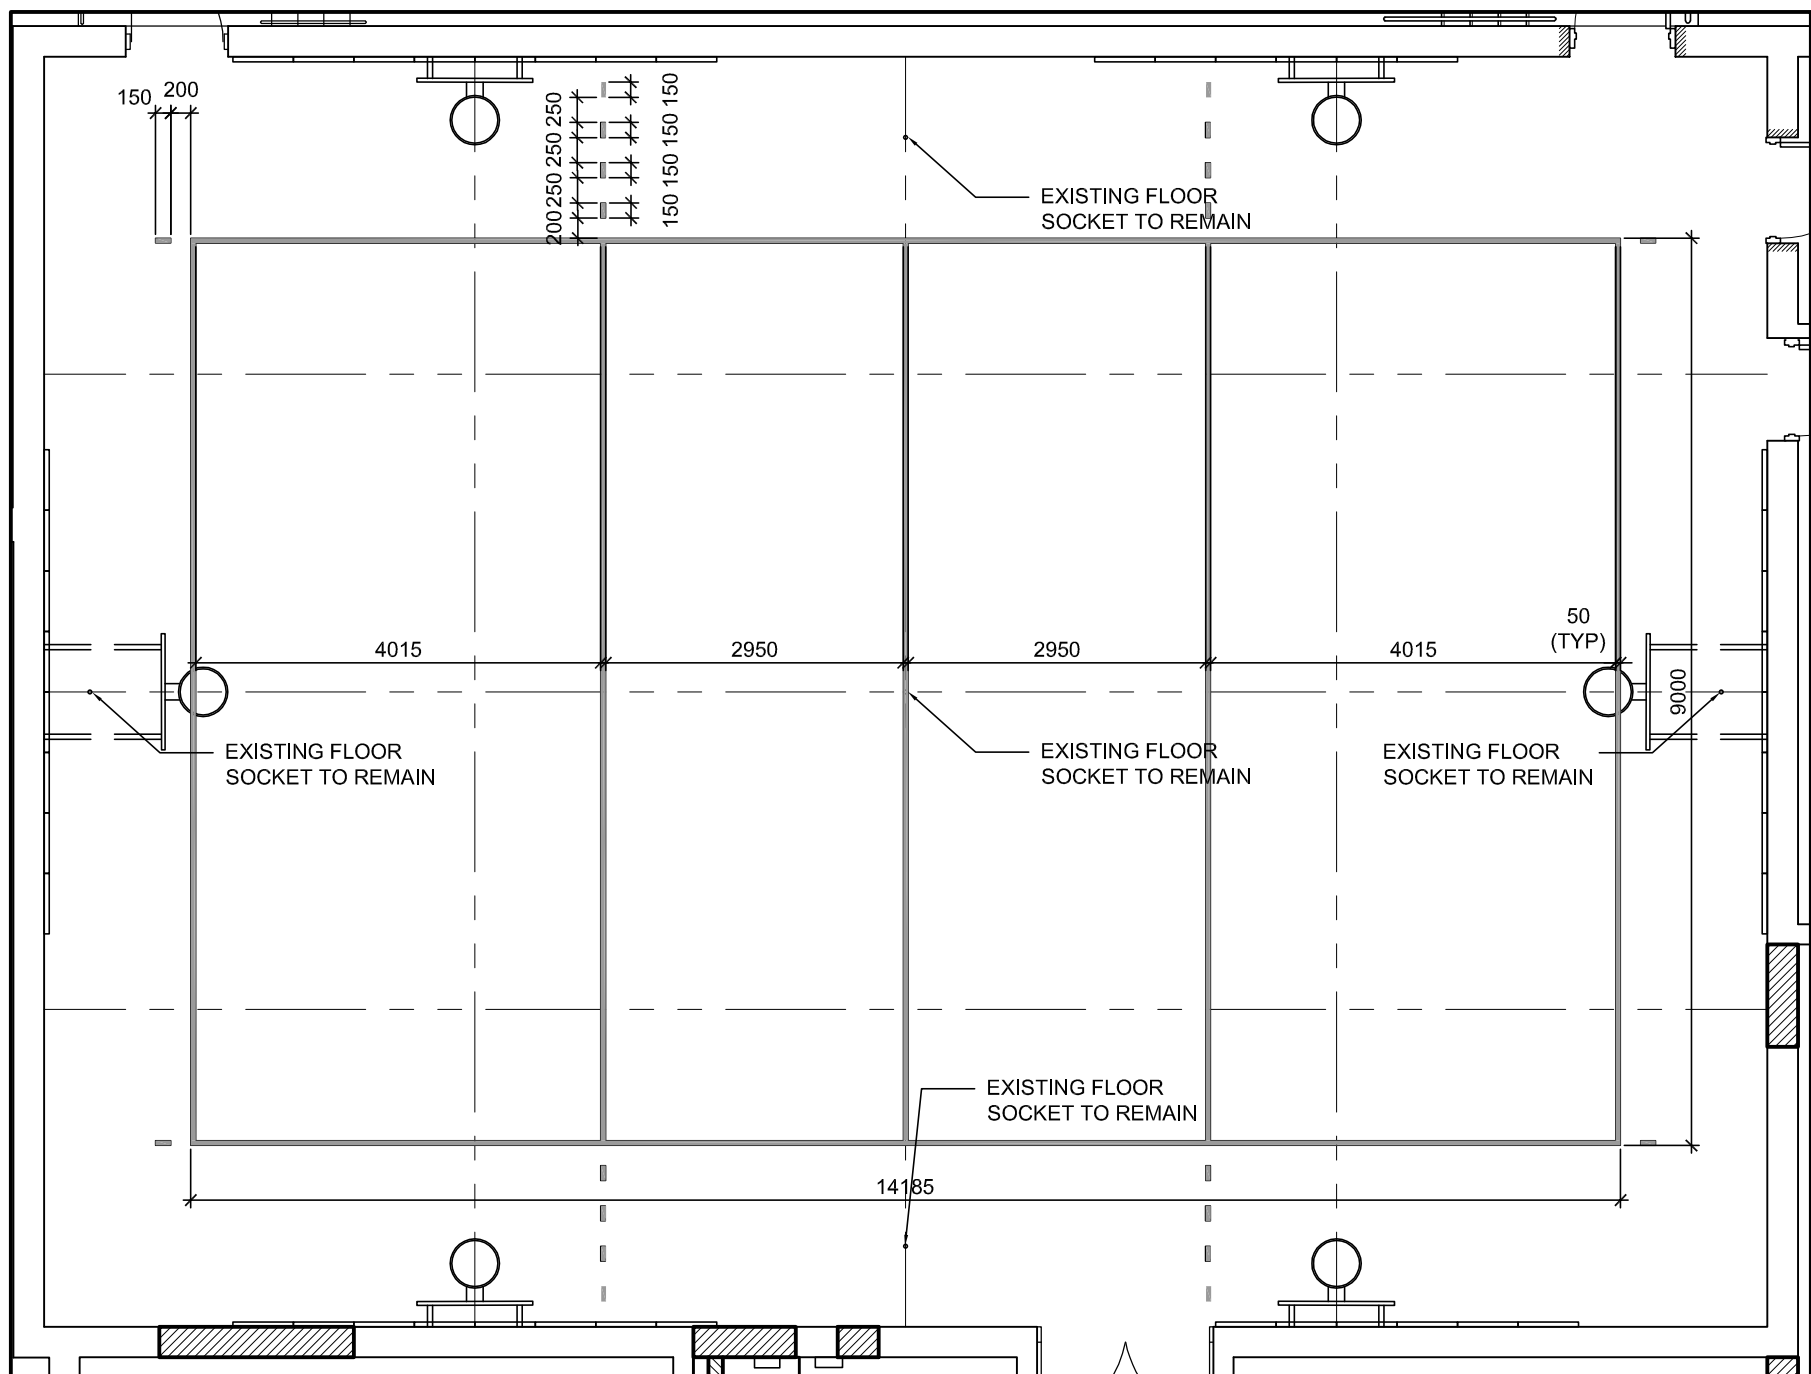 150 200
250
150
150
250
150
250
150
200
EXISTING FLOOR
SOCKET TO REMAIN
4015
2950
2950
4015
50
(TYP)
9000
EXISTING FLOOR
SOCKET TO REMAIN
EXISTING FLOOR
SOCKET TO REMAIN
EXISTING FLOOR
SOCKET TO REMAIN
EXISTING FLOOR
SOCKET TO REMAIN
14185